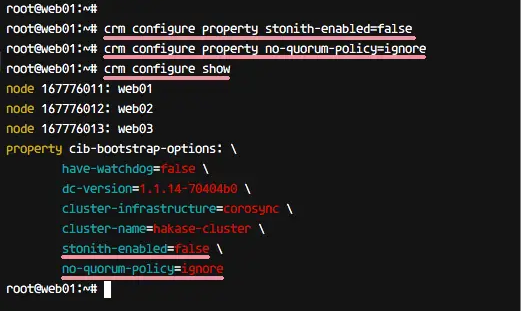 root@web01:~#
root@web01:~# crm configure property stonith-enabled=false
root@web01:~# crm configure property no-quorum-policy=ignore
root@web01:~# crm configure show
node 167776011: web01
node 167776012: web02
node 167776013: web03
property cib-bootstrap-options: \
        have-watchdog=false \
        dc-version=1.1.14-70404b0 \
        cluster-infrastructure=corosync \
        cluster-name=hakase-cluster \
        stonith-enabled=false \
        no-quorum-policy=ignore
root@web01:~#